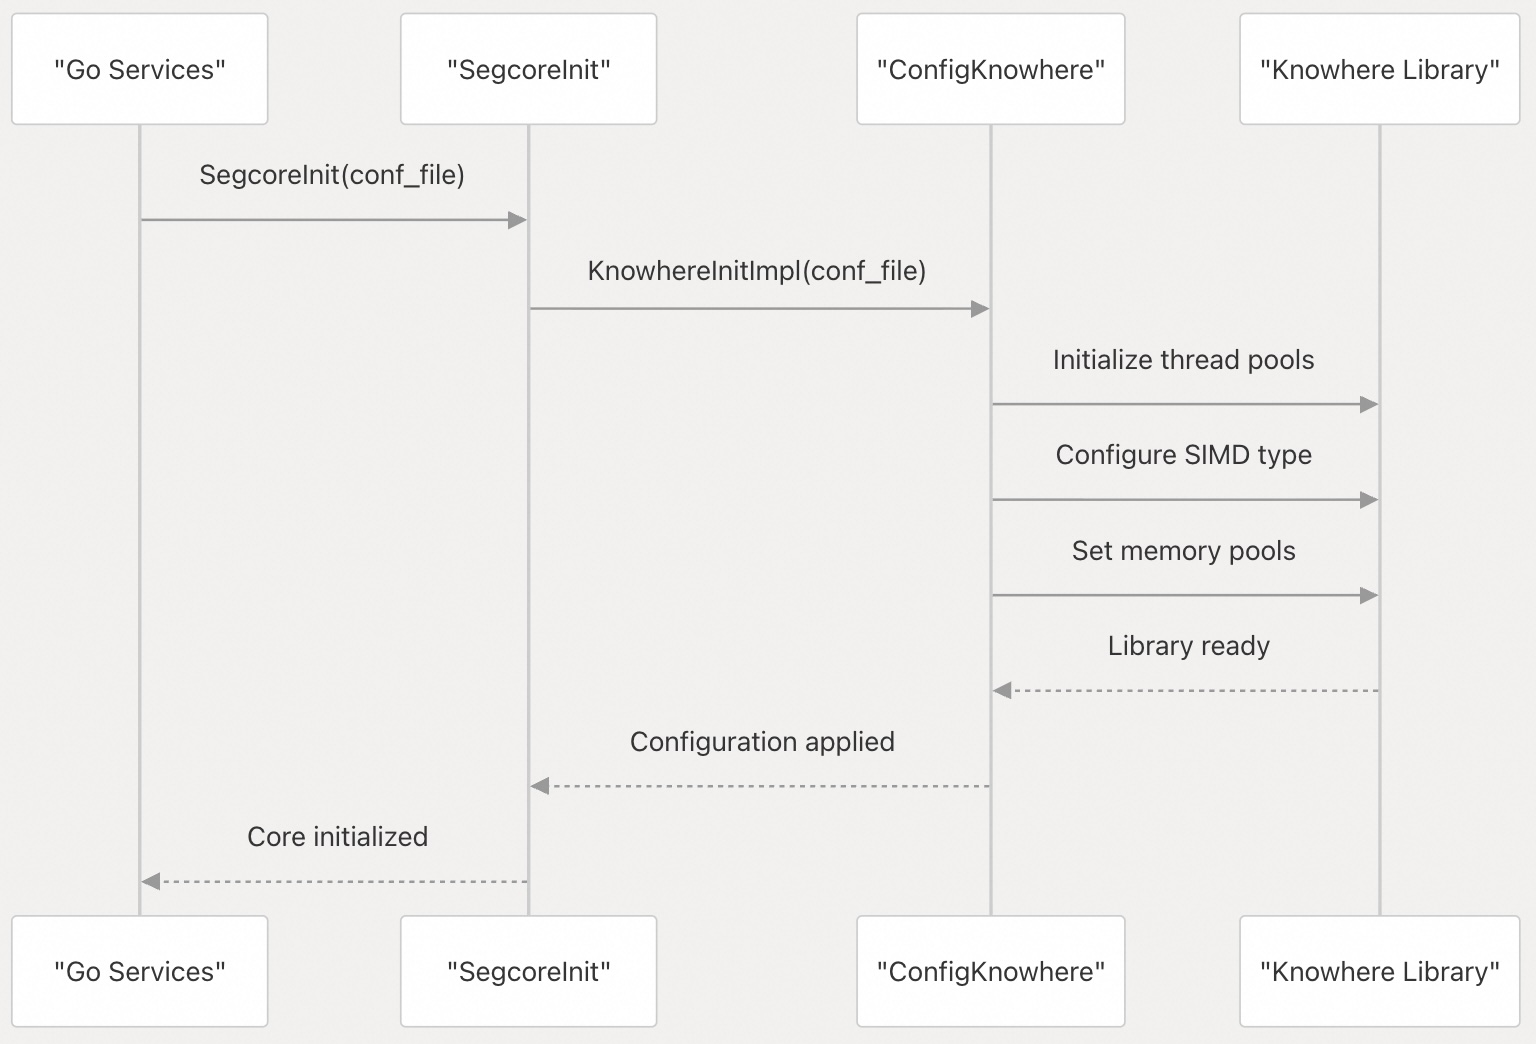 "Go Services"
"SegcoreInit"
"ConfigKnowhere"
"Knowhere Library"
SegcoreInit(conf_file)
KnowhereInitImpl(conf_file)
Initialize thread pools
Configure SIMD type
Set memory pools
Library ready
Configuration applied
Core initialized
"Go Services"
"SegcoreInit"
"ConfigKnowhere"
"Knowhere Library"